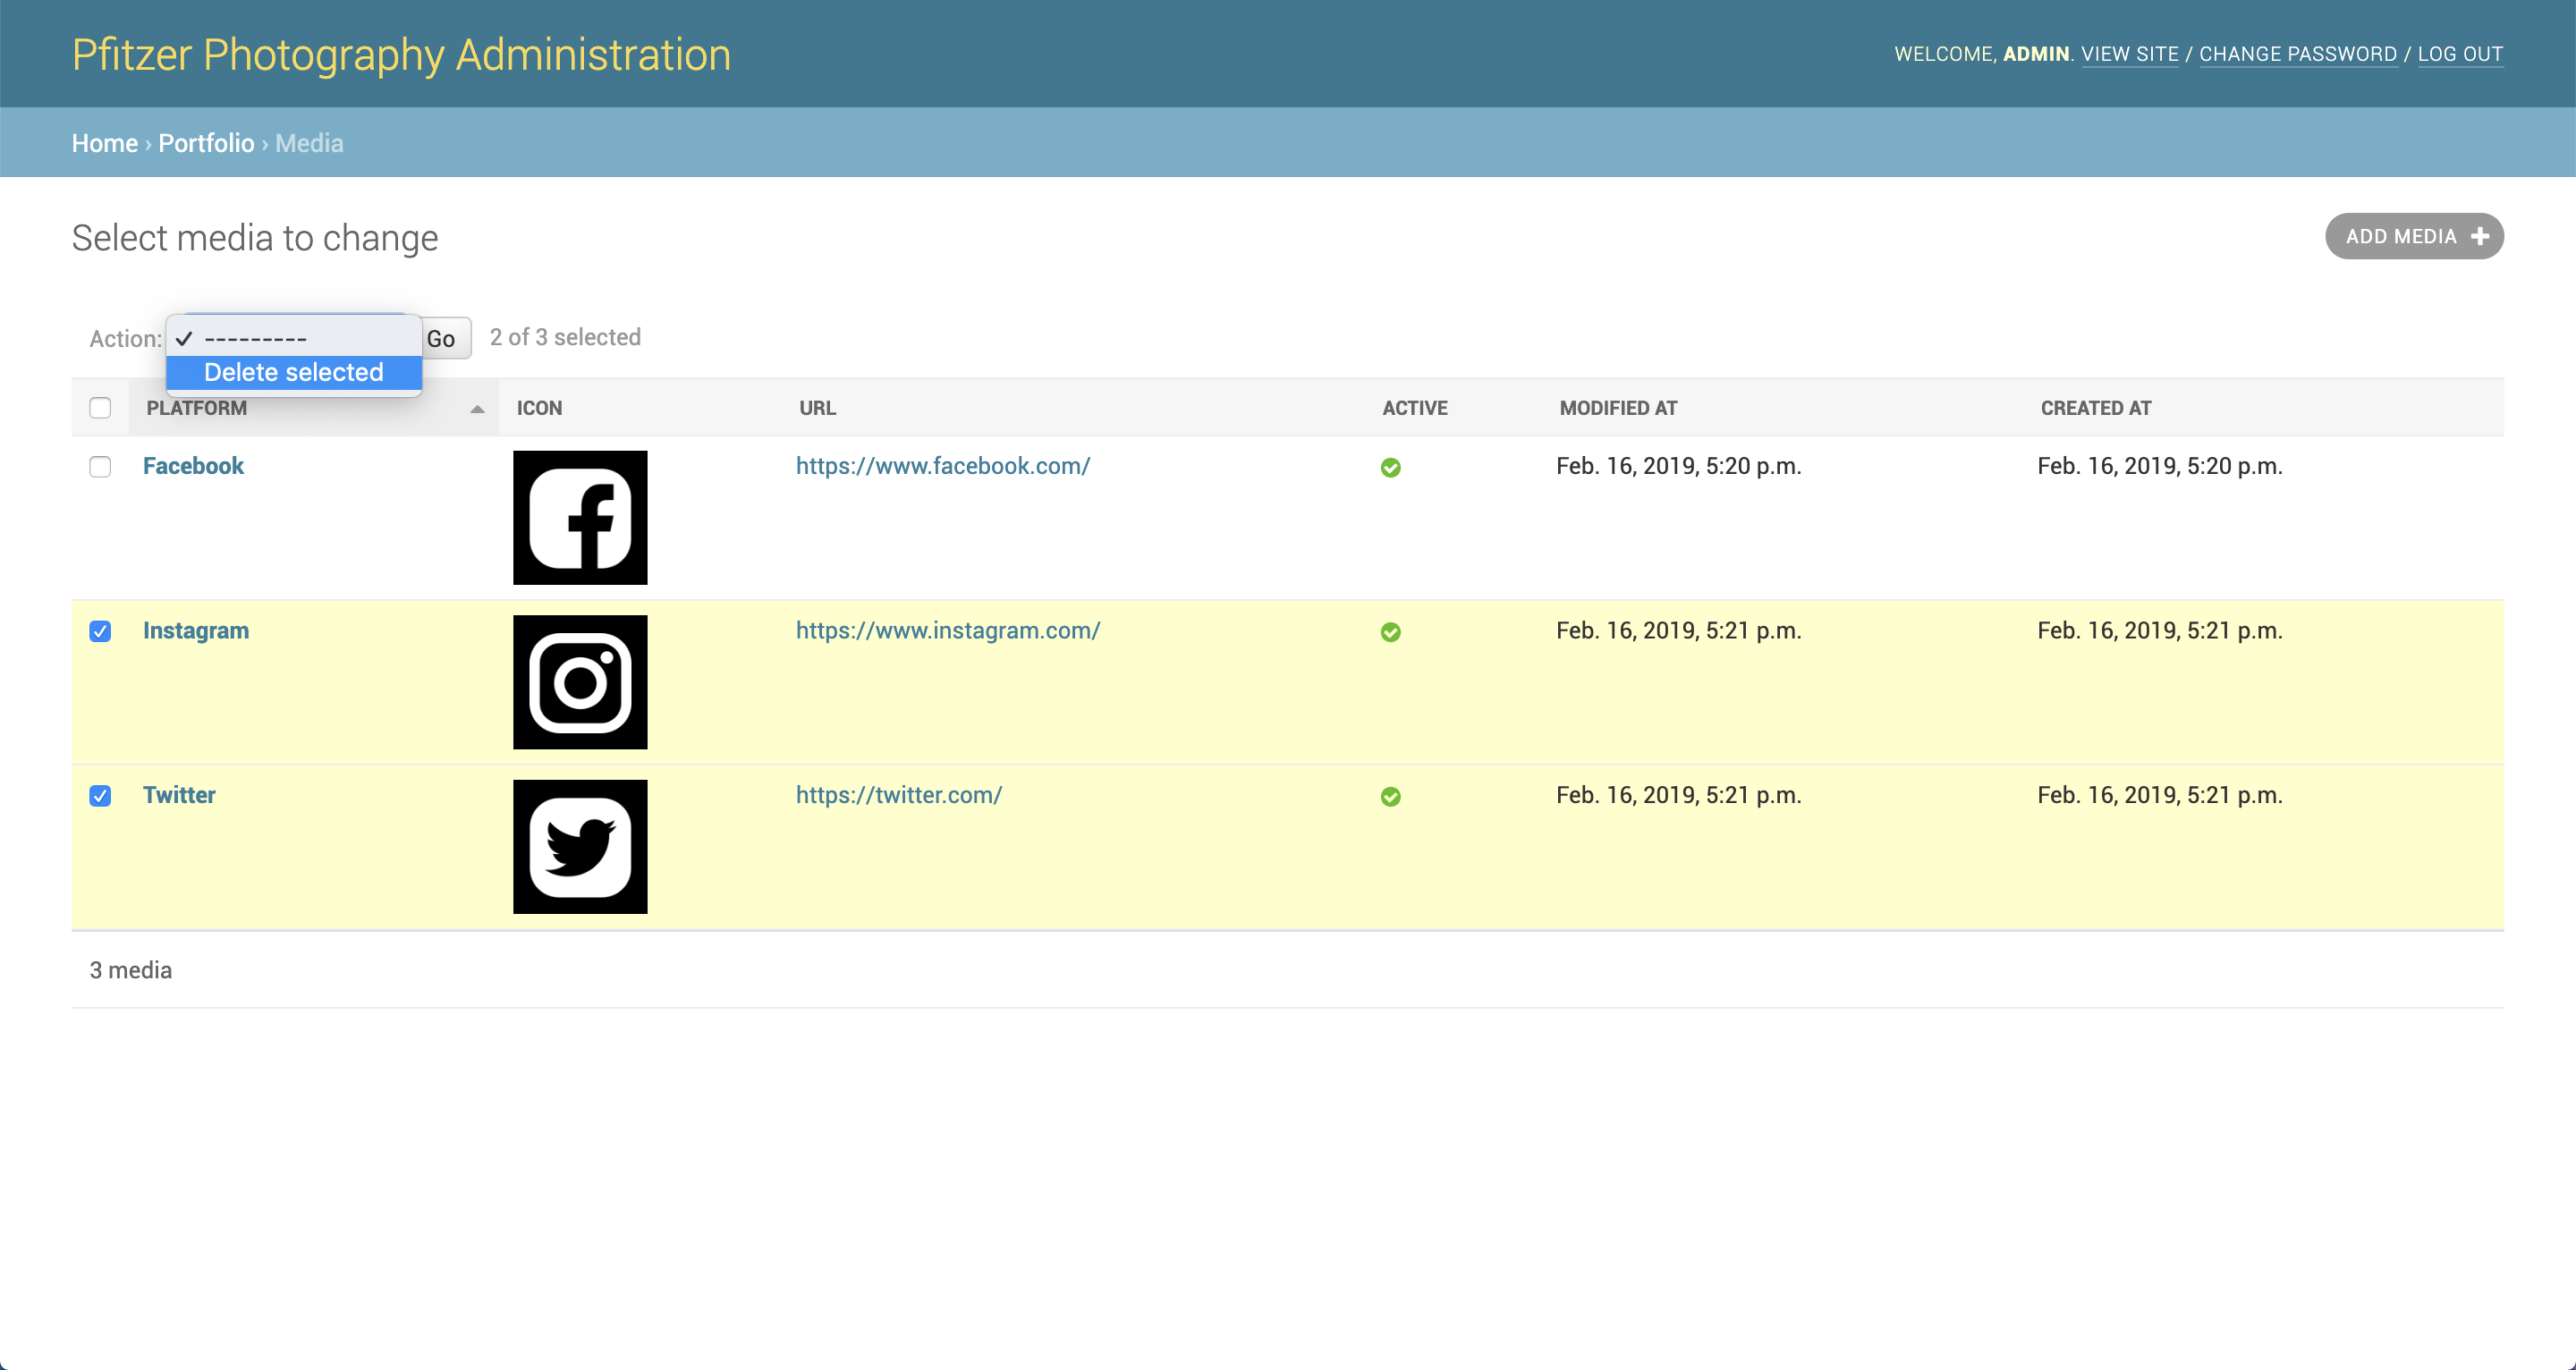 Pfitzer Photography Administration
WELCOME, ADMIN. VIEW SITE / CHANGE PASSWORD / LOG OUT
Home › Portfolio › Media
Select media to change
ADD MEDIA
Action: --------- Go 2 of 3 selected
Delete selected
PLATFORM ICON URL ACTIVE MODIFIED AT CREATED AT
Facebook https://www.facebook.com/ Feb. 16, 2019, 5:20 p.m. Feb. 16, 2019, 5:20 p.m.
Instagram https://www.instagram.com/ Feb. 16, 2019, 5:21 p.m. Feb. 16, 2019, 5:21 p.m.
Twitter https://twitter.com/ Feb. 16, 2019, 5:21 p.m. Feb. 16, 2019, 5:21 p.m.
3 media